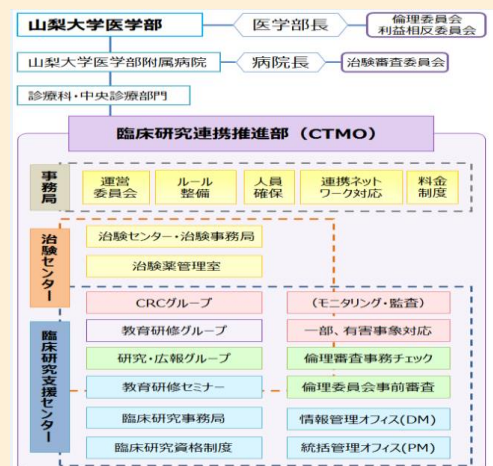 山梨大学医学部
医学部長
倫理委員会
利益相反委員会
山梨大学医学部附属病院
病院長
治験審査委員会
診療科・中央診療部門
臨床研究連携推進部（CTMO）
事務局
運営
委員会
ルール
整備
人員
確保
連携ネット
ワーク対応
料金
制度
治験センター
治験センター・治験事務局
治験薬管理室
臨床研究支援センター
CRCグループ
（モニタリング・監査）
教育研修グループ
一部、有害事象対応
研究・広報グループ
倫理審査事務チェック
教育研修セミナー
倫理委員会事前審査
臨床研究事務局
情報管理オフィス(DM)
臨床研究資格制度
統括管理オフィス(PM)